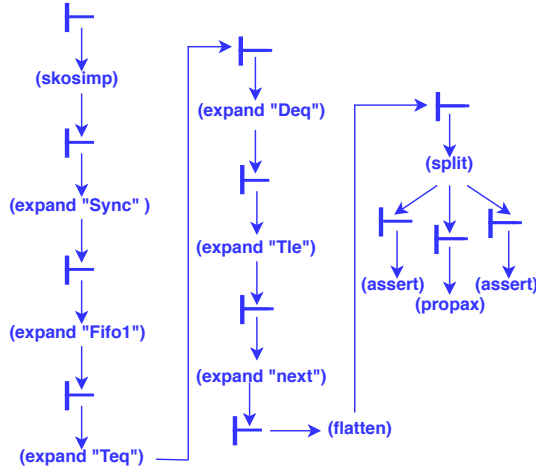 (skosimp)
(expand "Sync" )
(expand "Fifo1")
(expand "Teq")
(expand "Deq")
(expand "Tle")
(expand "next")
(flatten)
(split)
(assert)
(propax)
(assert)